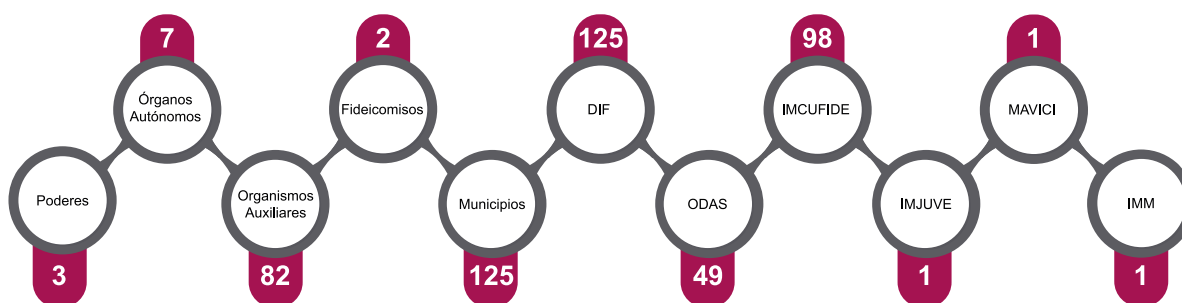 7
2
125
98
1
Órganos
Autónomos
Fideicomisos
DIF
IMCUFIDE
MAVICI
Poderes
Organismos
Auxiliares
Municipios
ODAS
IMJUVE
IMM
3
82
125
49
1
1